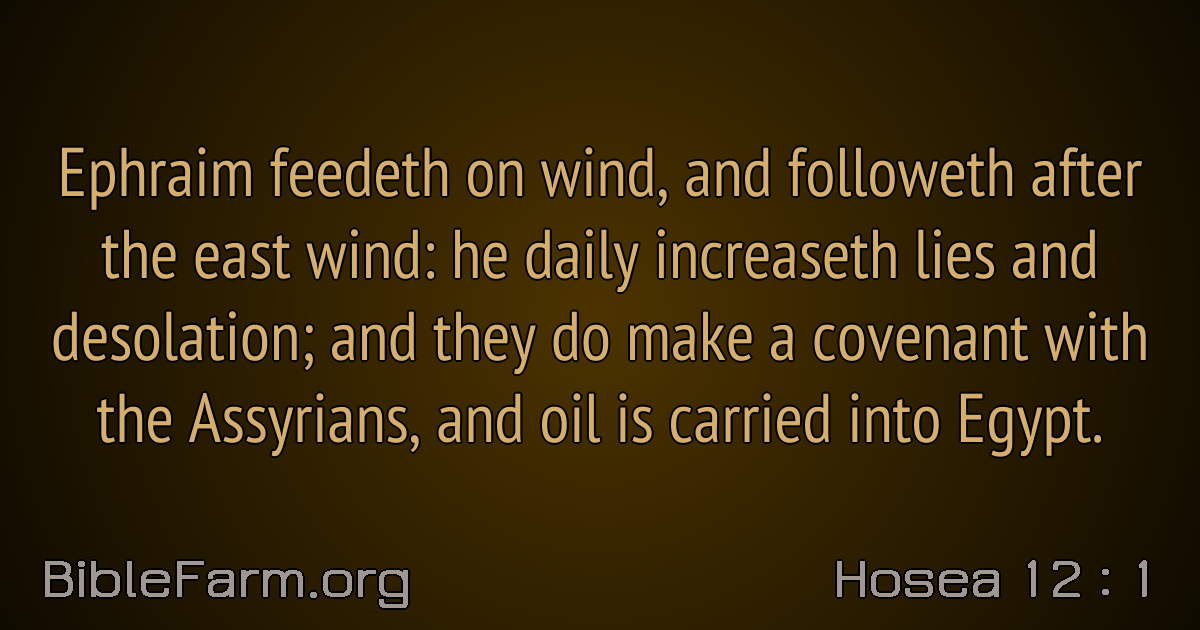 Ephraim feedeth on wind, and followeth after
the east wind: he daily increaseth lies and
desolation; and they do make a covenant with
the Assyrians, and oil is carried into Egypt.
BibleFarm.org
Hosea 12 : 1